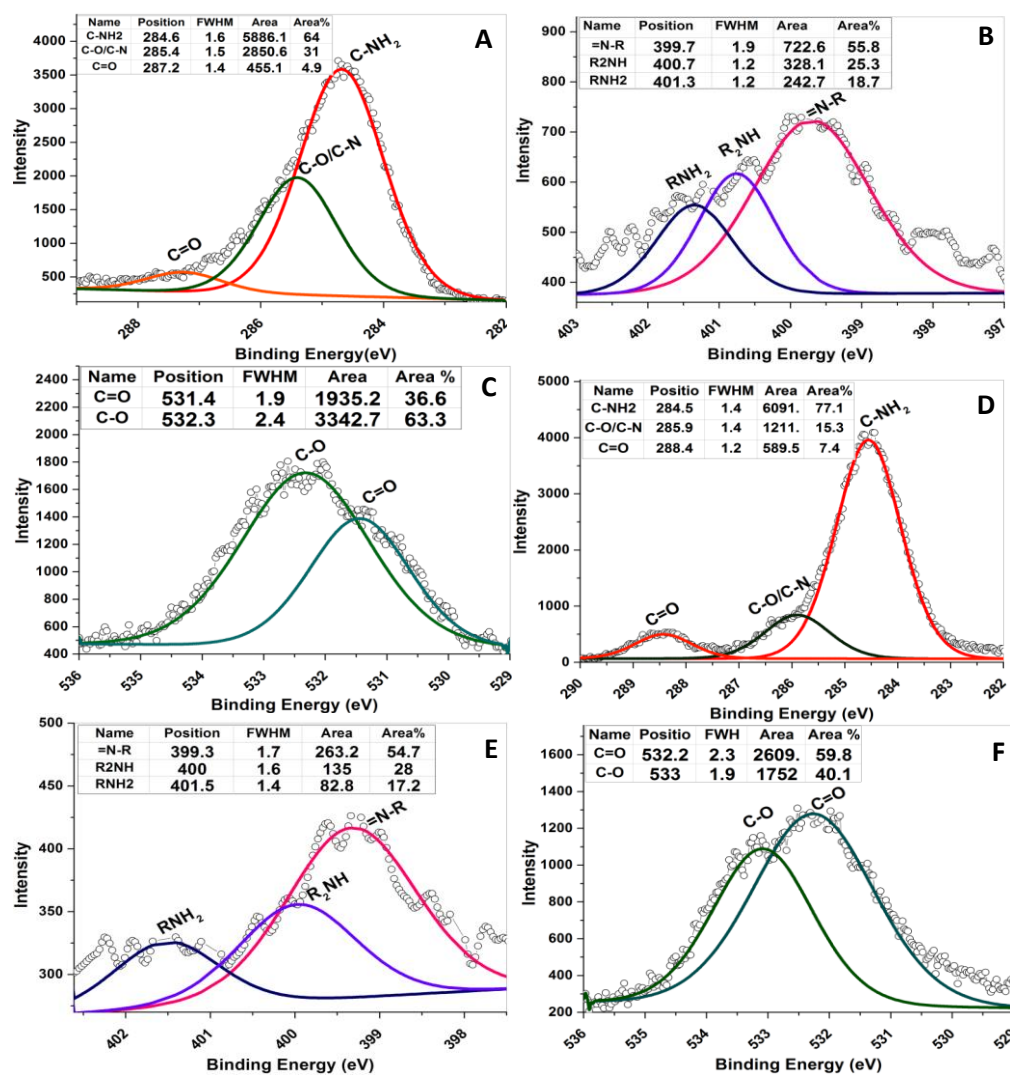 A
Name Position FWHM Area Area%
C-NH2 284.6 1.6 5886.1 64
C-O/C-N 285.4 1.5 2850.6 31
C=O 287.2 1.4 455.1 4.9
C-NH₂
C-O/C-N
C=O
Intensity
4000
3500
3000
2500
2000
1500
1000
500
288 286 284 282
Binding Energy(eV)
B
Name Position FWHM Area Area%
=N-R 399.7 1.9 722.6 55.8
R2NH 400.7 1.2 328.1 25.3
RNH2 401.3 1.2 242.7 18.7
=N-R
R₂NH
RNH₂
Intensity
900
800
700
600
500
400
403 402 401 400 399 398 397
Binding Energy (eV)
C
Name Position FWHM Area Area %
C=O 531.4 1.9 1935.2 36.6
C-O 532.3 2.4 3342.7 63.3
C-O
C=O
Intensity
2400
2200
2000
1800
1600
1400
1200
1000
800
600
400
536 535 534 533 532 531 530 529
Binding Energy (eV)
D
Name Positio FWHM Area Area%
C-NH2 284.5 1.4 6091. 77.1
C-O/C-N 285.9 1.4 1211. 15.3
C=O 288.4 1.2 589.5 7.4
C-NH₂
C-O/C-N
C=O
Intensity
5000
4000
3000
2000
1000
0
290 289 288 287 286 285 284 283 282
Binding Energy (eV)
E
Name Position FWHM Area Area%
=N-R 399.3 1.7 263.2 54.7
R2NH 400 1.6 135 28
RNH2 401.5 1.4 82.8 17.2
=N-R
R₂NH
RNH₂
Intensity
500
450
400
350
300
402 401 400 399 398
Binding Energy (eV)
F
Name Positio FWH Area Area %
C=O 532.2 2.3 2609. 59.8
C-O 533 1.9 1752 40.1
C-O
C=O
Intensity
1600
1400
1200
1000
800
600
400
200
536 535 534 533 532 531 530 529
Binding Energy (eV)